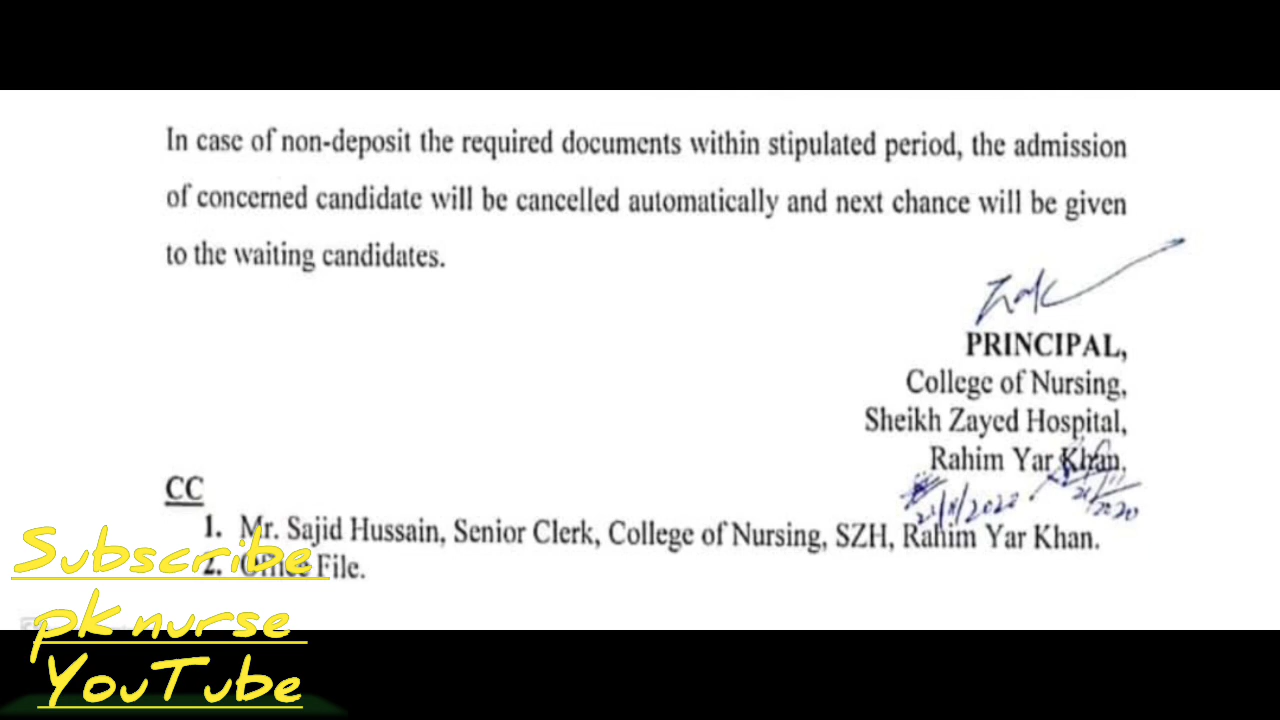 In case of non-deposit the required documents within stipulated period, the admission
of concerned candidate will be cancelled automatically and next chance will be given
to the waiting candidates.
PRINCIPAL,
College of Nursing,
Sheikh Zayed Hospital,
Rahim Yar Khan.
CC
1. Mr. Sajid Hussain, Senior Clerk, College of Nursing, SZH, Rahim Yar Khan.
2. Office File.
Subscribe
pk nurse
YouTube